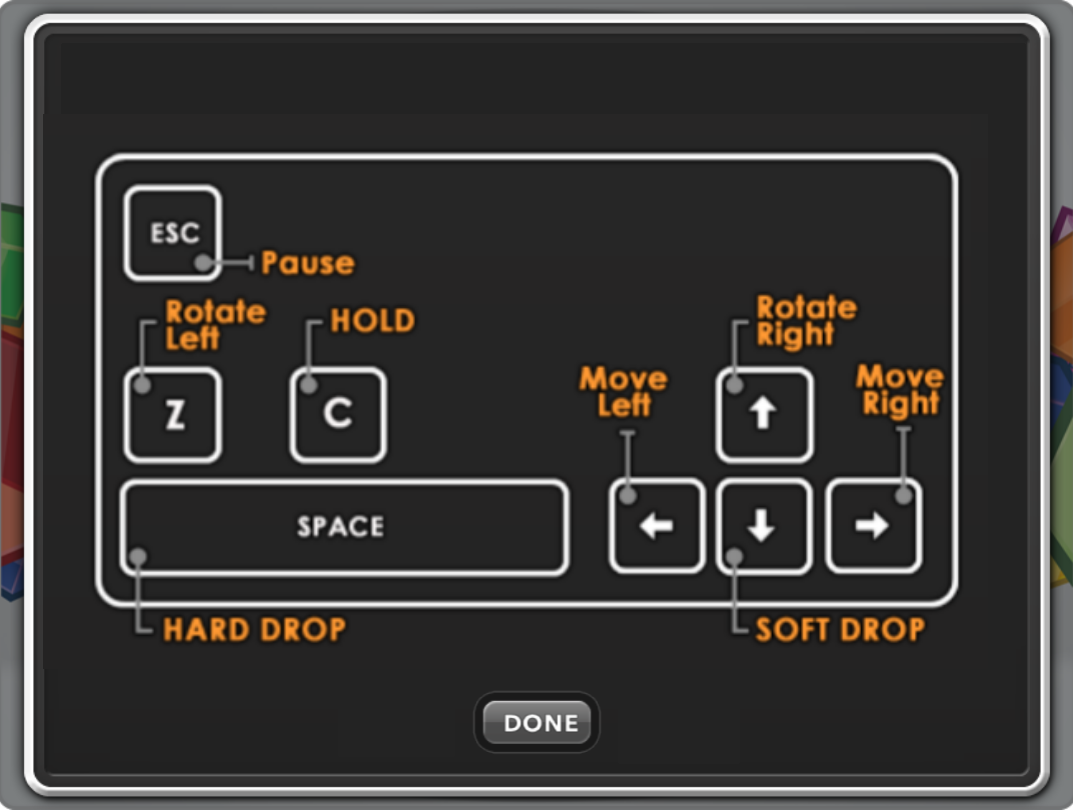 ESC
Pause
Rotate
Left
HOLD
Rotate
Right
Move
Left
Move
Right
Z
C
SPACE
HARD DROP
SOFT DROP
DONE